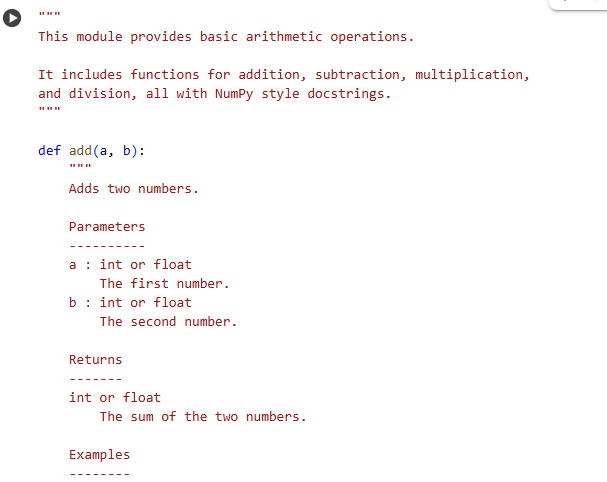 """
This module provides basic arithmetic operations.

It includes functions for addition, subtraction, multiplication,
and division, all with NumPy style docstrings.
"""

def add(a, b):
    """
    Adds two numbers.

    Parameters
    ----------
    a : int or float
        The first number.
    b : int or float
        The second number.

    Returns
    -------
    int or float
        The sum of the two numbers.

    Examples
    --------